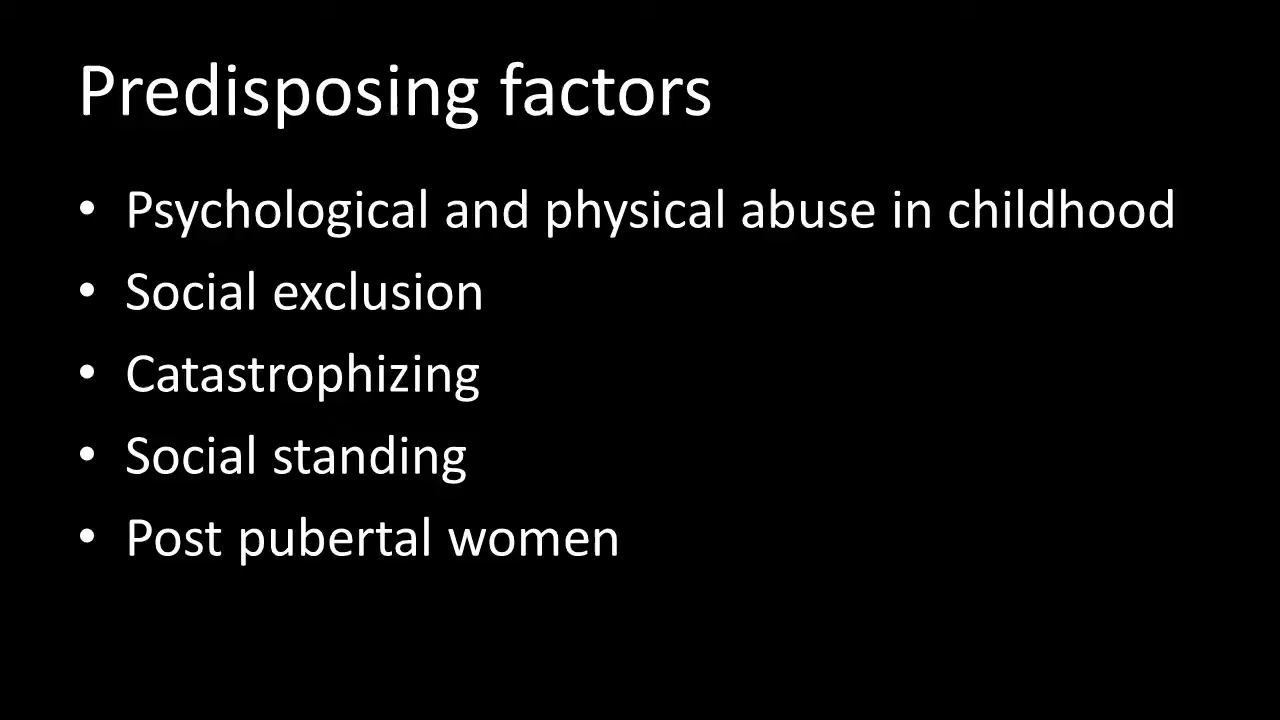 Predisposing factors
• Psychological and physical abuse in childhood
• Social exclusion
• Catastrophizing
• Social standing
• Post pubertal women